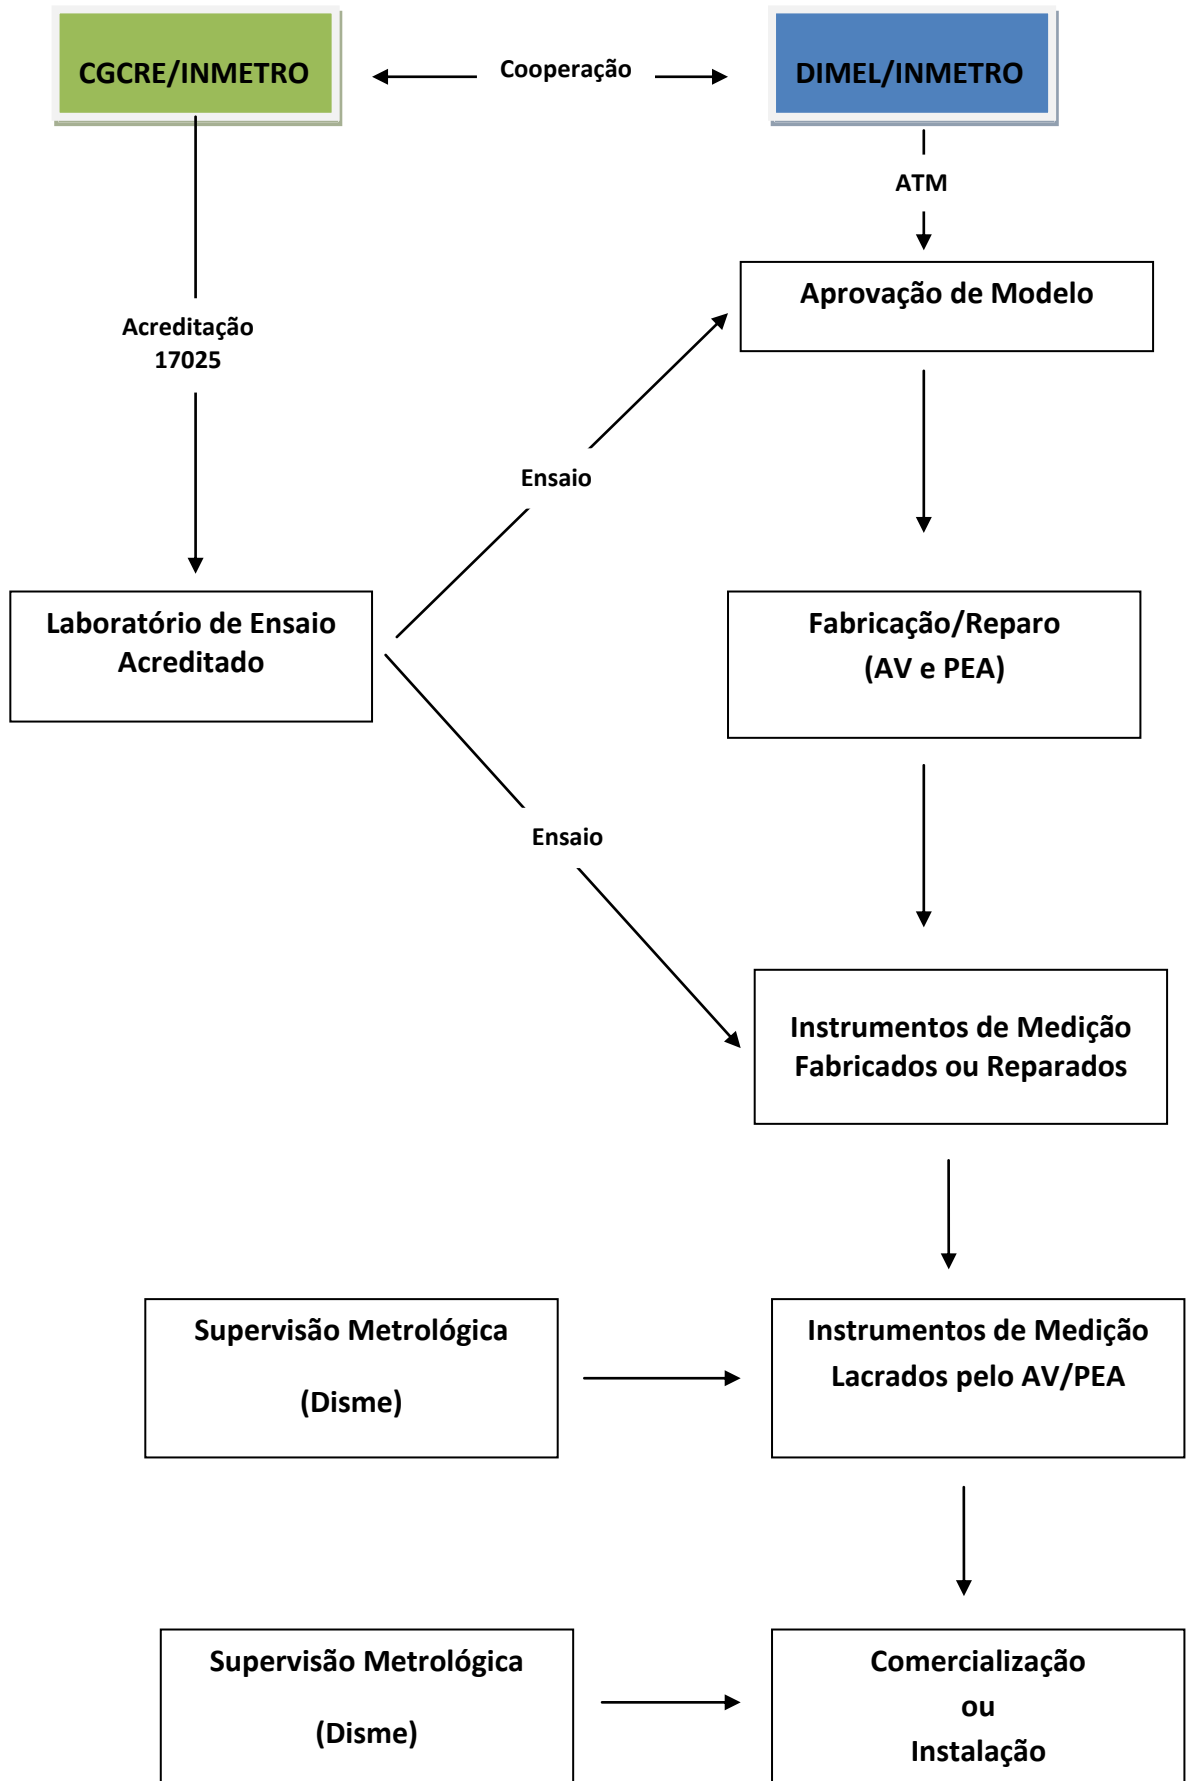 CGCRE/INMETRO
Cooperação
DIMEL/INMETRO
ATM
Aprovação de Modelo
Acreditação
17025
Ensaio
Laboratório de Ensaio
Acreditado
Fabricação/Reparo
(AV e PEA)
Ensaio
Instrumentos de Medição
Fabricados ou Reparados
Supervisão Metrológica
(Disme)
Instrumentos de Medição
Lacrados pelo AV/PEA
Supervisão Metrológica
(Disme)
Comercialização
ou
Instalação